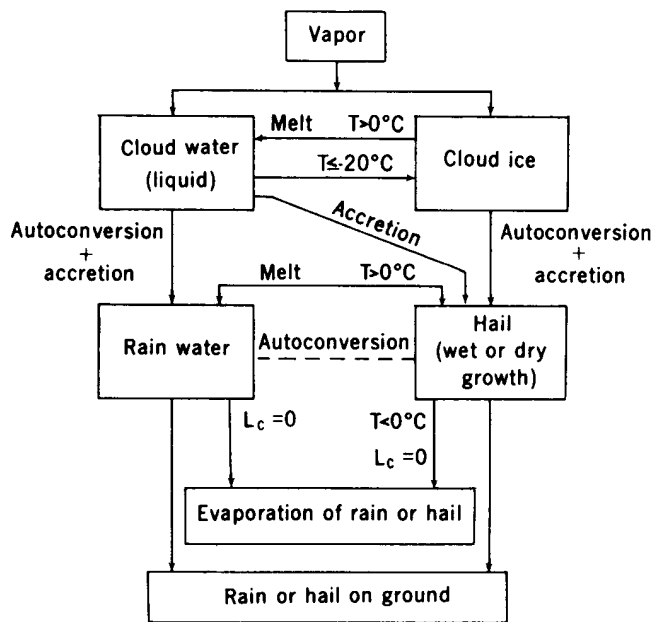 Vapor
Melt T>0°C
Cloud water
(liquid)
Cloud ice
T≤-20°C
Accretion
Autoconversion
+
accretion
Autoconversion
+
accretion
Melt T>0°C
Rain water
Autoconversion
Hail
(wet or dry
growth)
Lc =0
T<0°C
Lc =0
Evaporation of rain or hail
Rain or hail on ground